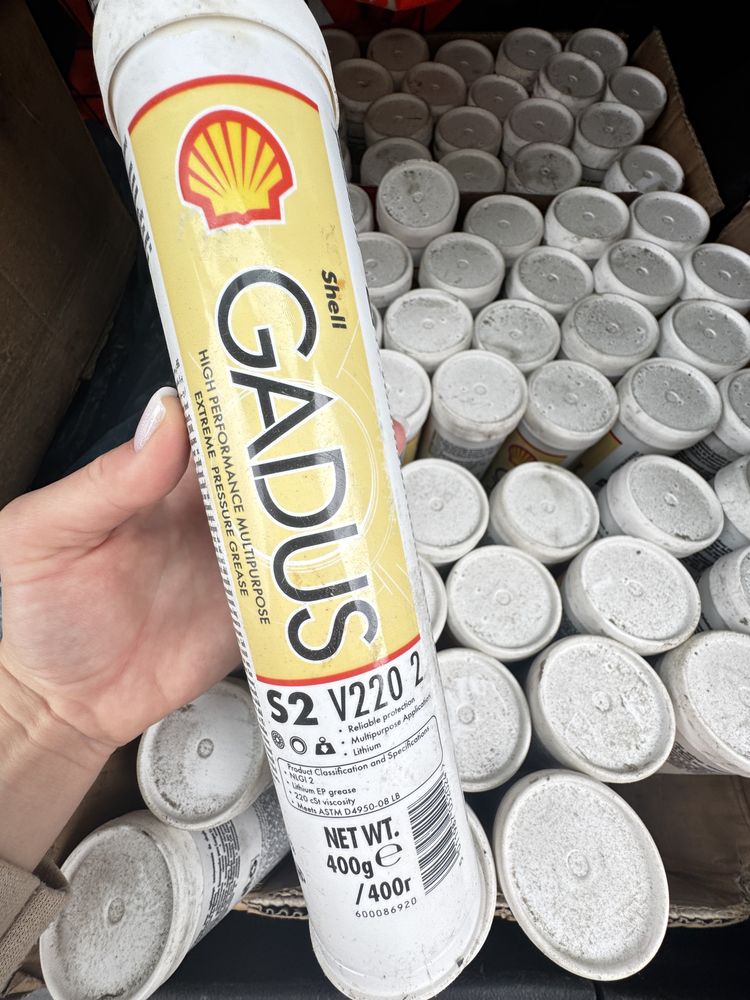 Shell
GADUS
HIGH PERFORMANCE MULTIPURPOSE
EXTREME PRESSURE GREASE
S2 V220 2
• Reliable protection
• Multipurpose Application
• Lithium
Product Classification and Specifications
• NLGI 2
• Lithium EP grease
• 220 cSt viscosity
• Meets ASTM D4950-08 LB
NET WT.
400g e
/400г
600086920